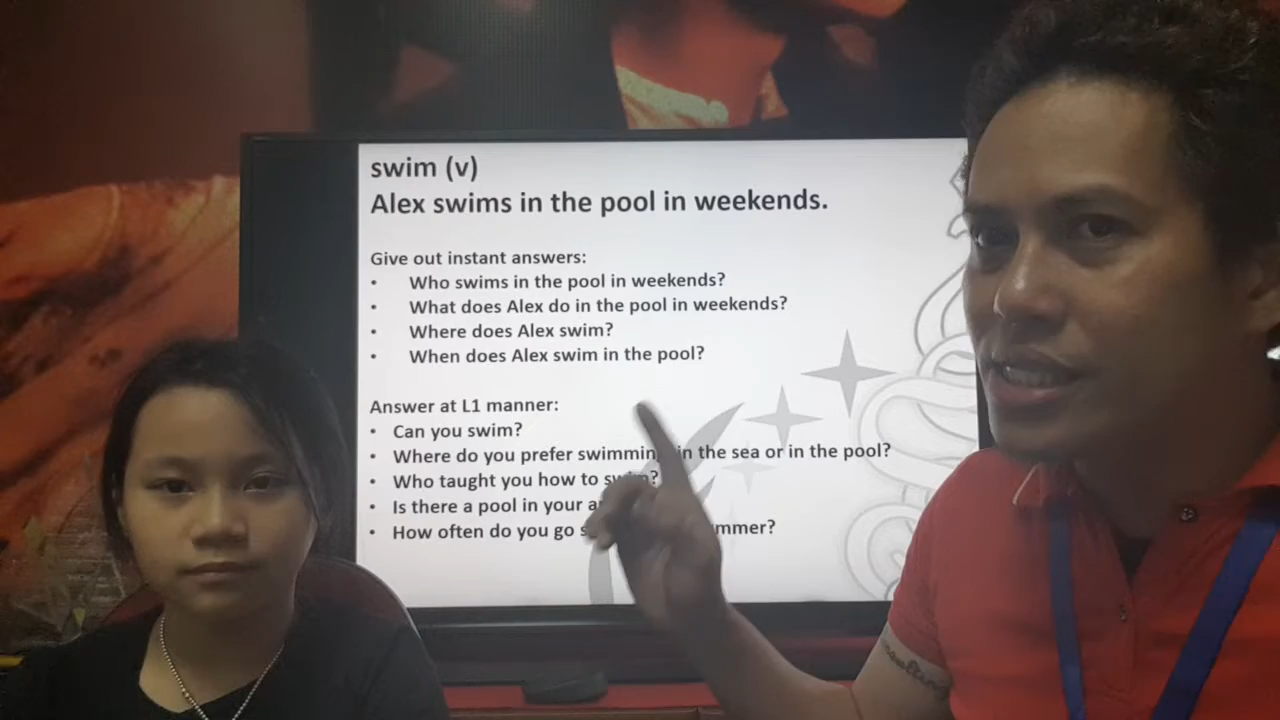 swim (v)
Alex swims in the pool in weekends.
Give out instant answers:
• Who swims in the pool in weekends?
• What does Alex do in the pool in weekends?
• Where does Alex swim?
• When does Alex swim in the pool?
Answer at L1 manner:
• Can you swim?
• Where do you prefer swimming in the sea or in the pool?
• Who taught you how to swim?
• Is there a pool in your
• How often do you go